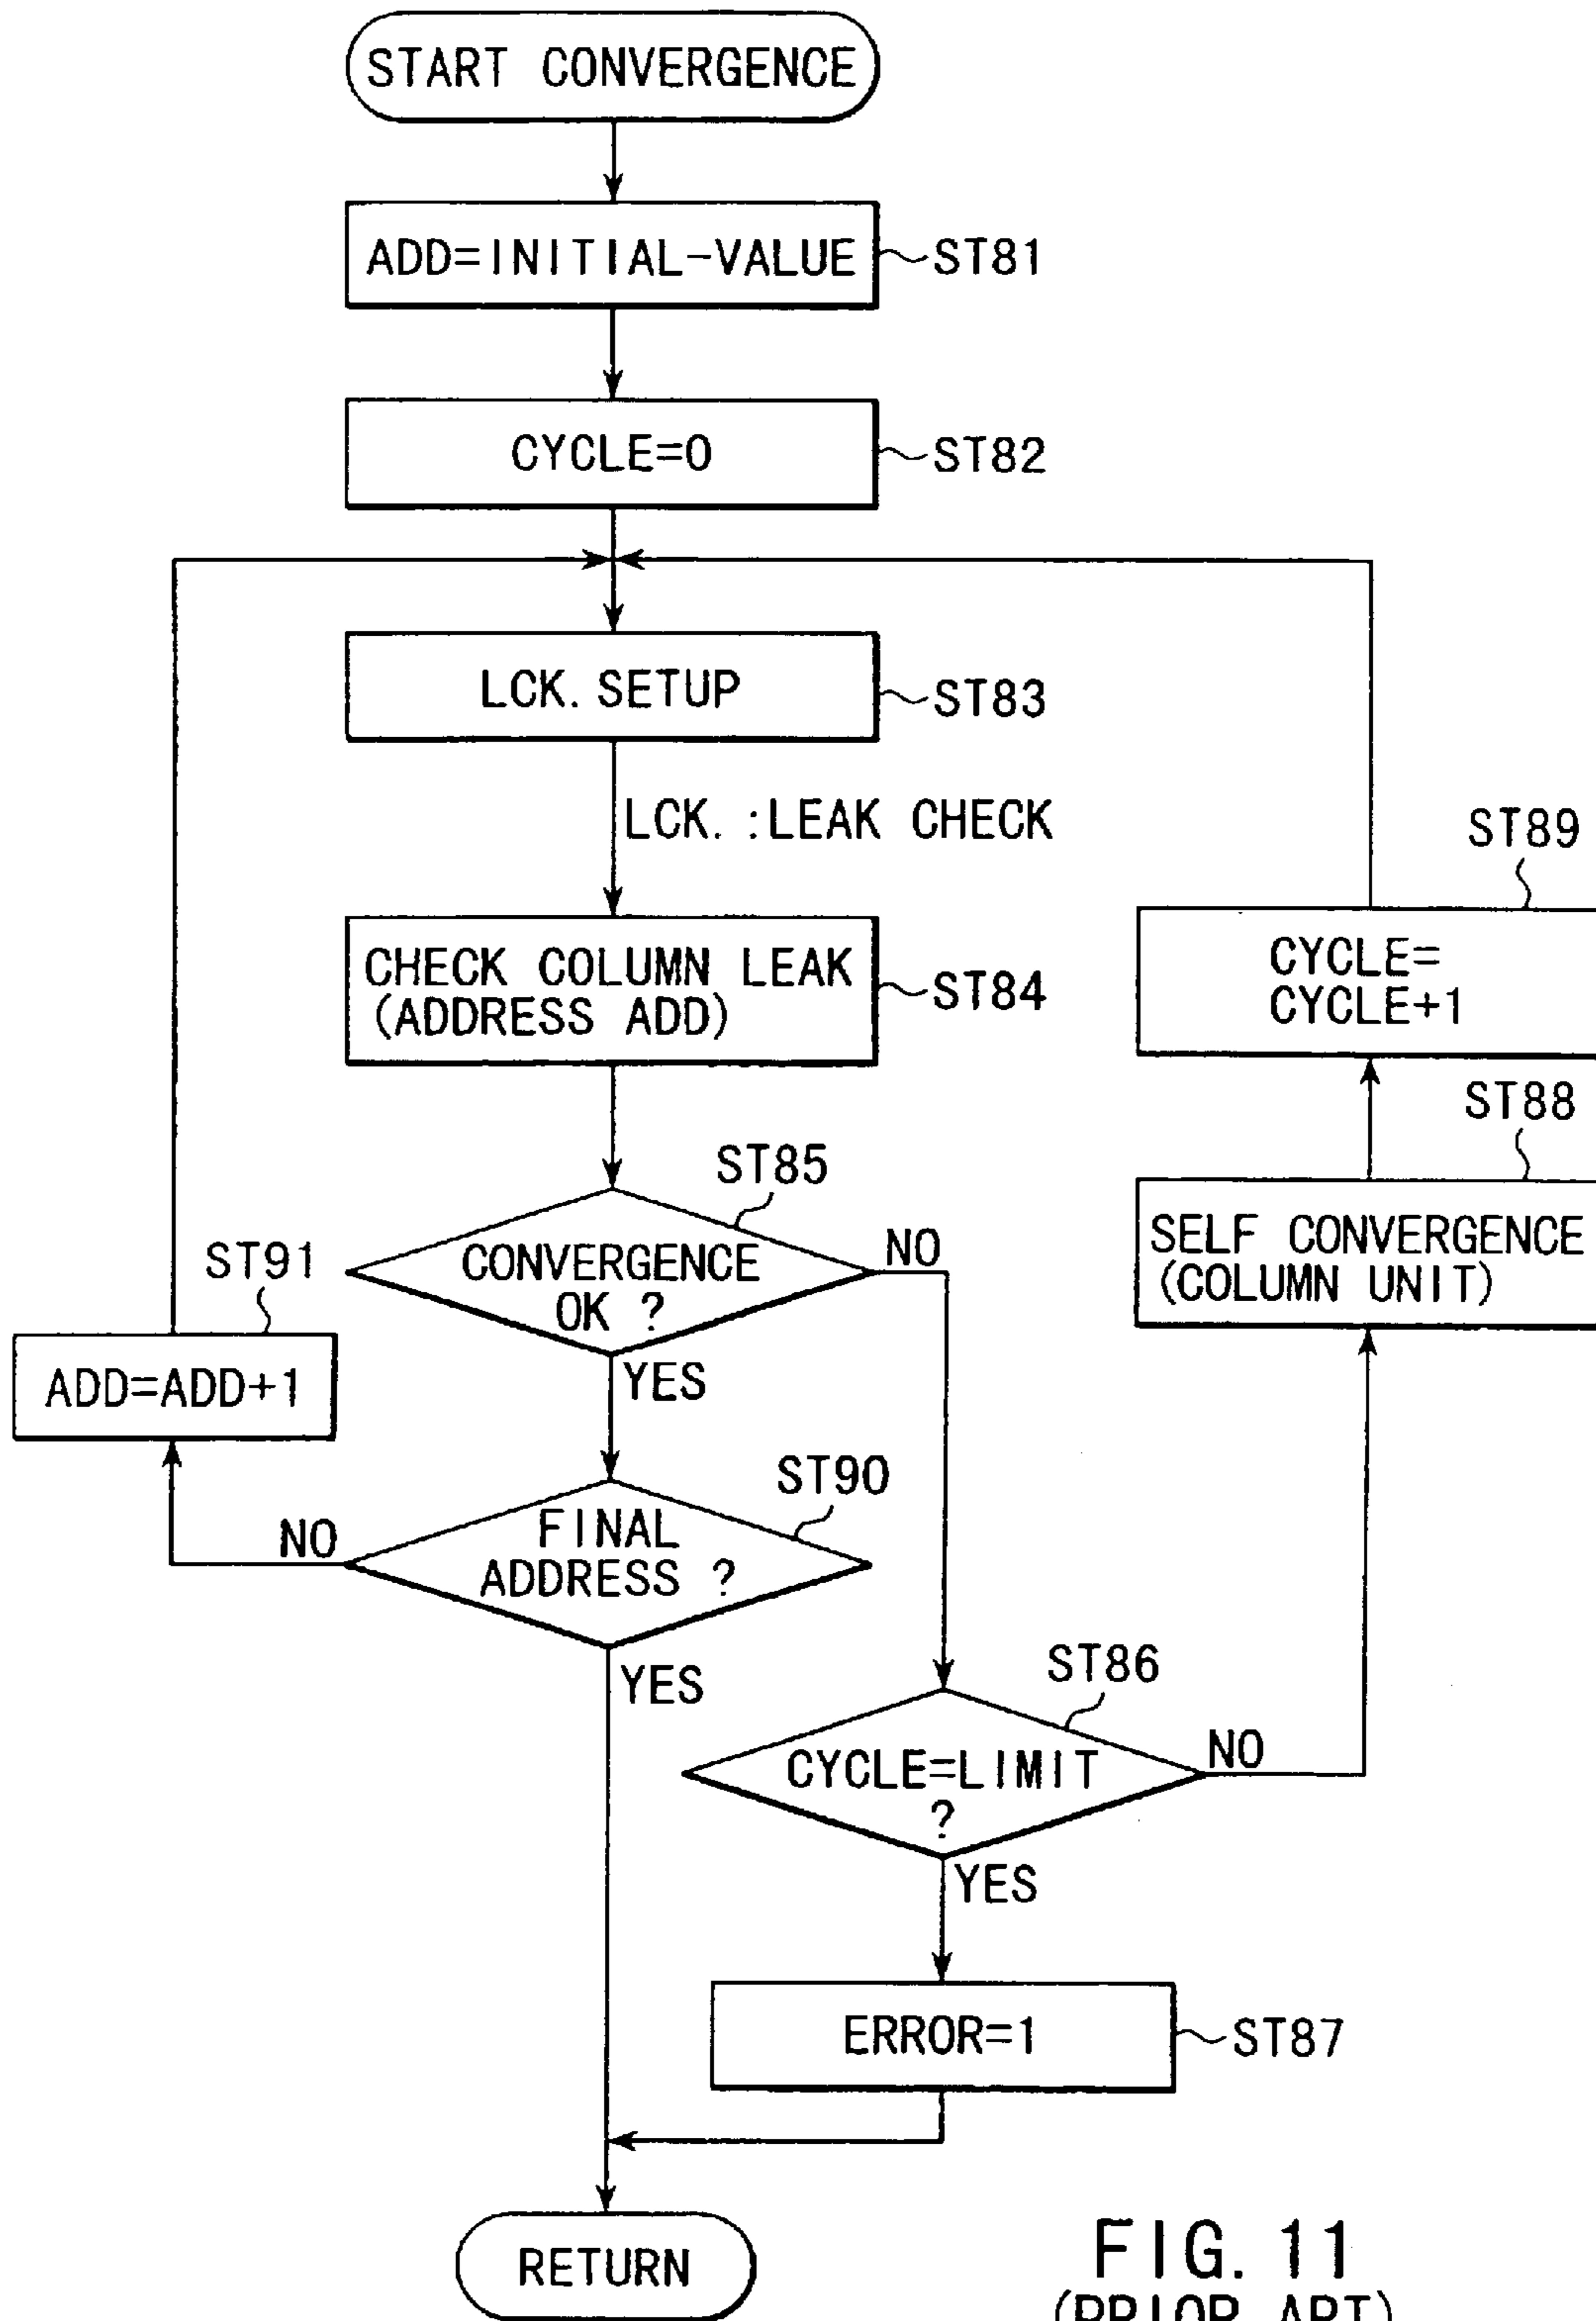 START CONVERGENCE
ADD=INITIAL-VALUE
ST81
CYCLE=0
ST82
LCK. SETUP
ST83
LCK. :LEAK CHECK
CHECK COLUMN LEAK
(ADDRESS ADD)
ST84
ST89
CYCLE=
CYCLE+1
ST88
SELF CONVERGENCE
(COLUMN UNIT)
ST85
CONVERGENCE
OK ?
NO
YES
ST91
ADD=ADD+1
ST90
FINAL
ADDRESS ?
NO
YES
ST86
CYCLE=LIMIT
?
NO
YES
ERROR=1
ST87
RETURN
FIG. 11
(PRIOR ART)